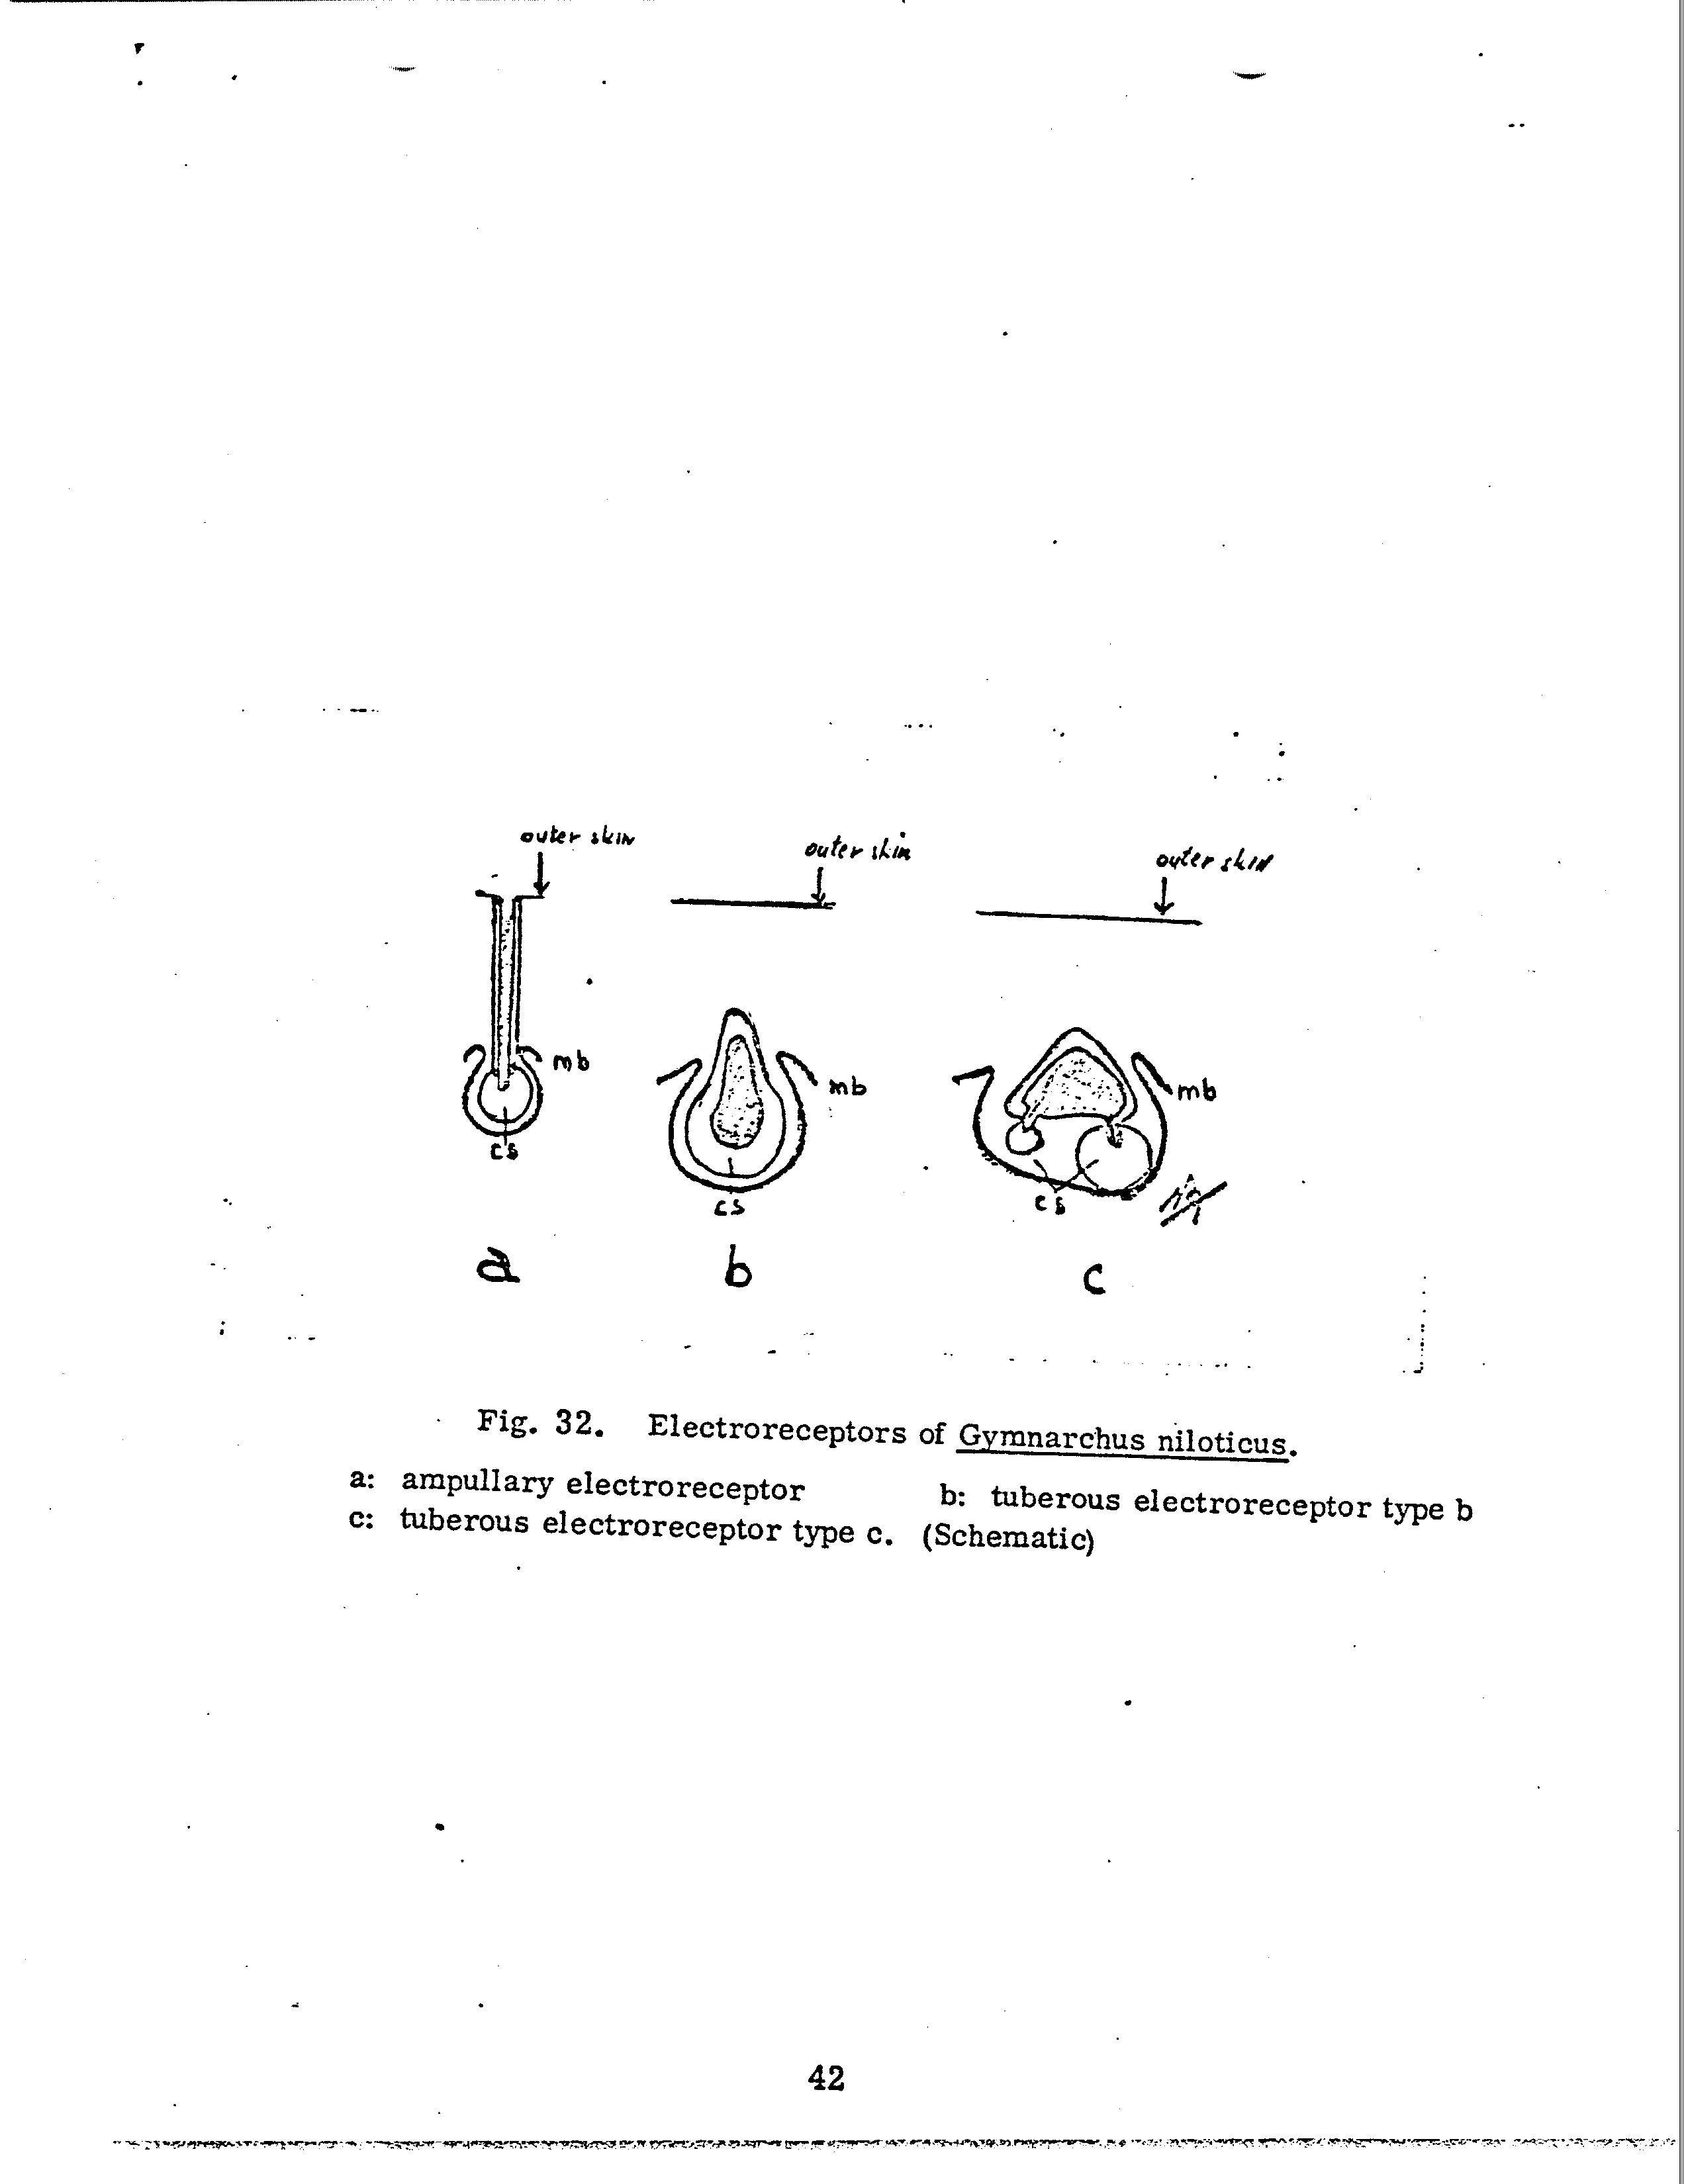 outer skin
outer skin
outer skin
mb
mb
mb
cs
cs
cs
a
b
c
Fig. 32. Electroreceptors of Gymnarchus niloticus.
a: ampullary electroreceptor b: tuberous electroreceptor type b
c: tuberous electroreceptor type c. (Schematic)
42